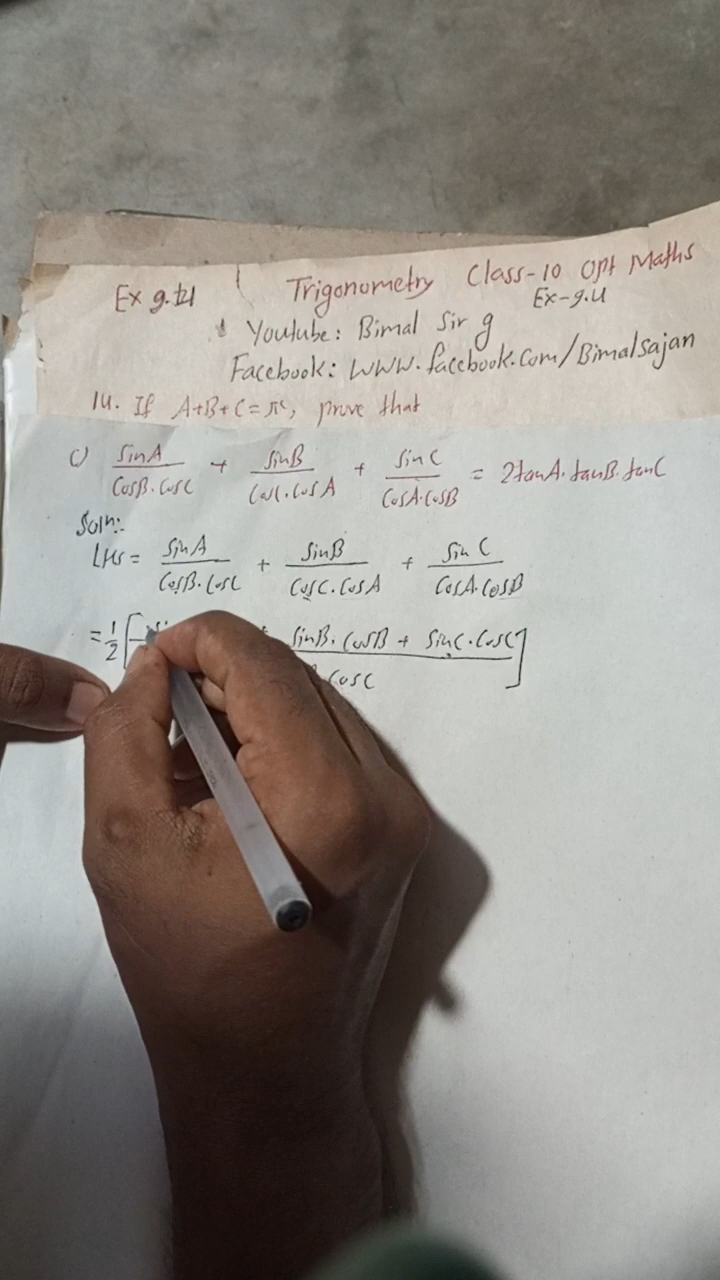 Ex 9.4 Trigonometry Class-10 Opt Maths
Ex-9.4
Youtube: Bimal Sir g
Facebook: www.facebook.com/Bimalsajan
14. If A+B+C=πᶜ, prove that
c) SinA/CosB.CosC + SinB/CosC.CosA + SinC/CosA.CosB = 2tanA.tanB.tanC
Soln:
LHS = SinA/CosB.CosC + SinB/CosC.CosA + Sin C/CosA.CosB
= 1/2 [ SinB.CosB + SinC.CosC ]
CosC